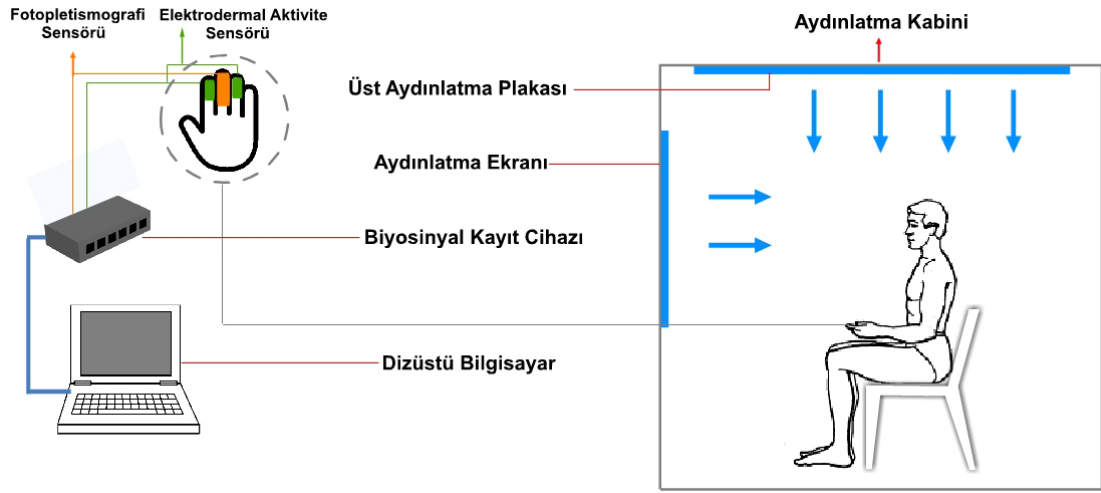 Fotopletismografi
Sensörü
Elektrodermal Aktivite
Sensörü
Aydınlatma Kabini
Üst Aydınlatma Plakası
Aydınlatma Ekranı
Biyosinyal Kayıt Cihazı
Dizüstü Bilgisayar